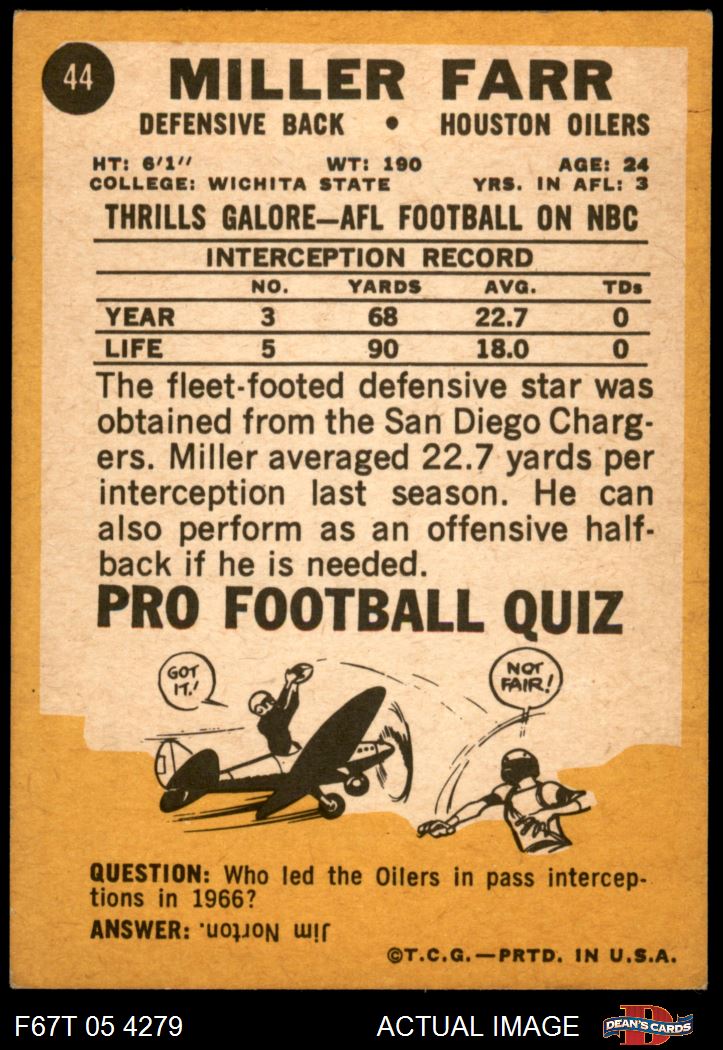 44
MILLER FARR
DEFENSIVE BACK • HOUSTON OILERS
HT: 6'1" WT: 190 AGE: 24
COLLEGE: WICHITA STATE YRS. IN AFL: 3
THRILLS GALORE—AFL FOOTBALL ON NBC
INTERCEPTION RECORD
NO. YARDS AVG. TDs
YEAR 3 68 22.7 0
LIFE 5 90 18.0 0
The fleet-footed defensive star was
obtained from the San Diego Charg-
ers. Miller averaged 22.7 yards per
interception last season. He can
also perform as an offensive half-
back if he is needed.
PRO FOOTBALL QUIZ
GOT
IT!
NOT
FAIR!
QUESTION: Who led the Oilers in pass intercep-
tions in 1966?
ANSWER: Jim Norton.
©T.C.G.—PRTD. IN U.S.A.
F67T 05 4279 ACTUAL IMAGE D DEAN'S CARDS